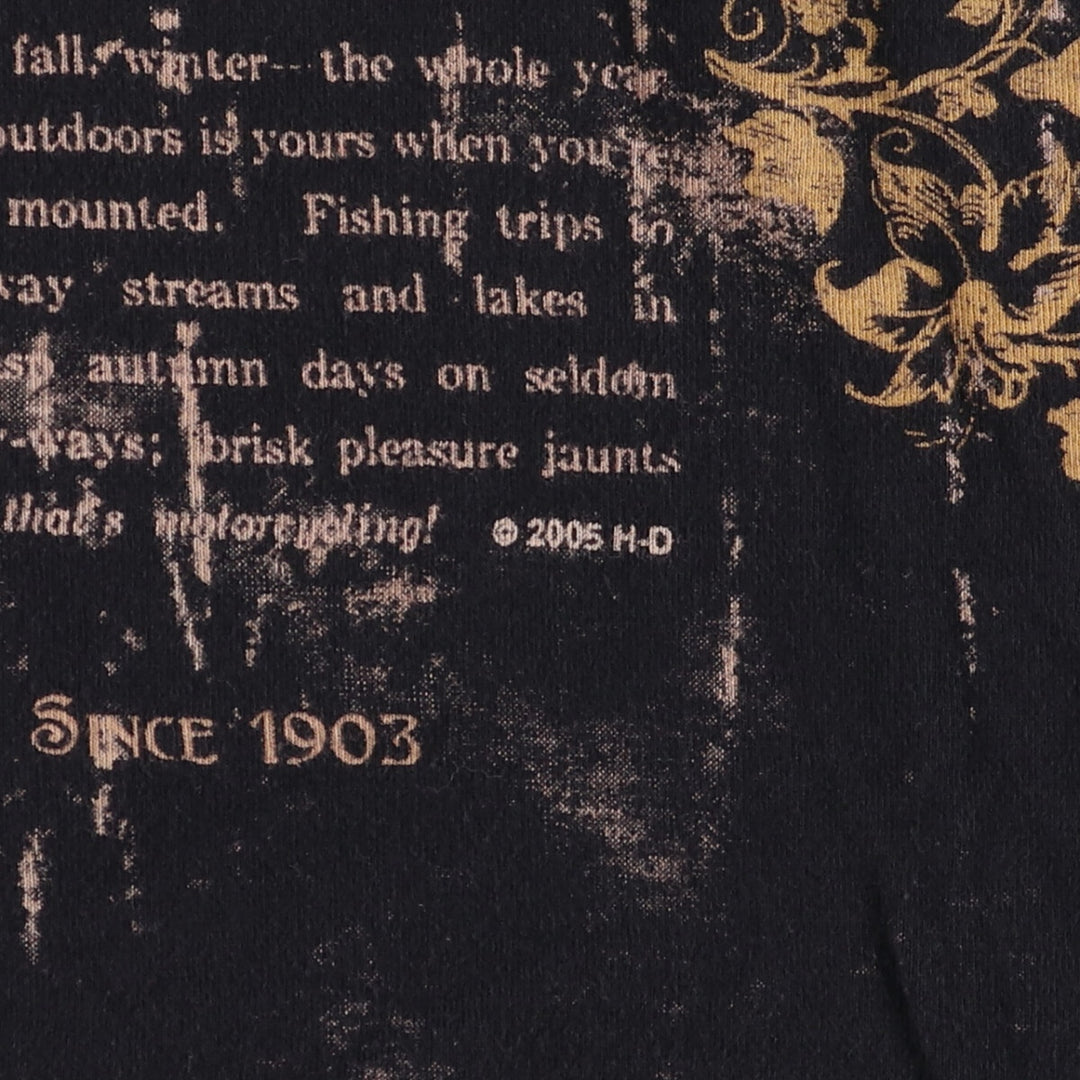 fall, winter-- the whole year
outdoors is yours when you're
mounted. Fishing trips to
streams and lakes in
autumn days on seldom
-ways; brisk pleasure jaunts
that's motorcycling! © 2005 H-D
SINCE 1903